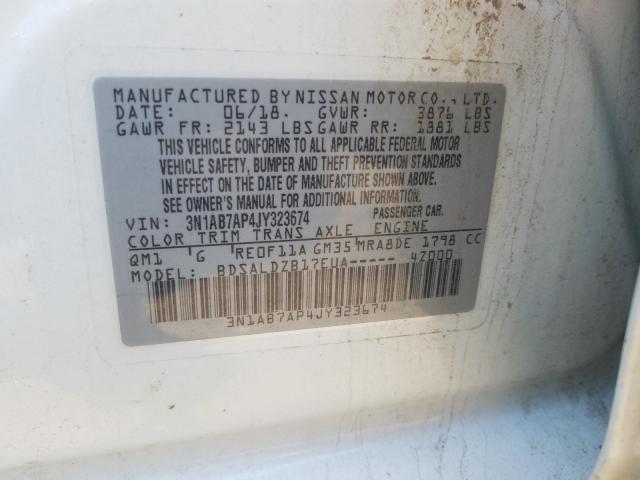 MANUFACTURED BY NISSAN MOTOR CO., LTD.
DATE: 06/18. GVWR: 3876 LBS
GAWR FR: 2143 LBS GAWR RR: 1881 LBS
THIS VEHICLE CONFORMS TO ALL APPLICABLE FEDERAL MOTOR
VEHICLE SAFETY, BUMPER AND THEFT PREVENTION STANDARDS
IN EFFECT ON THE DATE OF MANUFACTURE SHOWN ABOVE.
SEE OWNER'S MANUAL FOR ADDITIONAL INFORMATION.
VIN: 3N1AB7AP4JY323674 PASSENGER CAR.
COLOR TRIM TRANS AXLE ENGINE
QM1 G RE0F11A GM35 MRA8DE 1798 CC
MODEL: BDSALDZB17EUA----- 4Z000
3N1AB7AP4JY323674